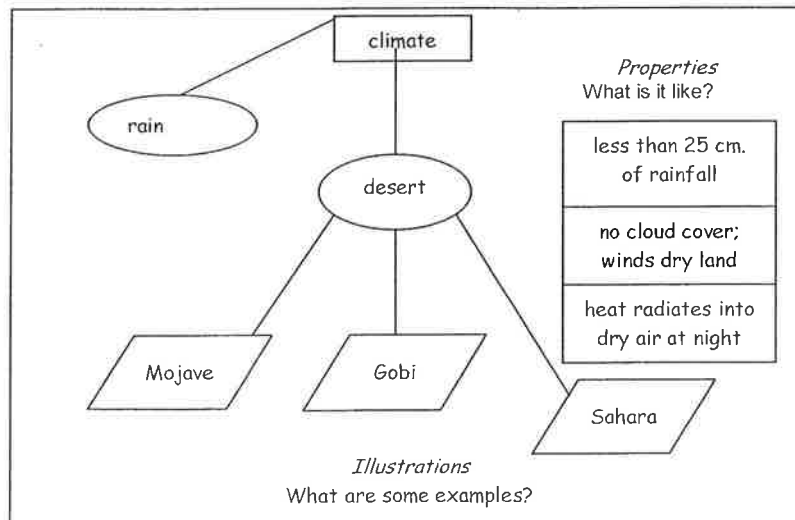 climate
Properties
What is it like?
rain
less than 25 cm.
of rainfall
desert
no cloud cover;
winds dry land
heat radiates into
dry air at night
Mojave
Gobi
Sahara
Illustrations
What are some examples?